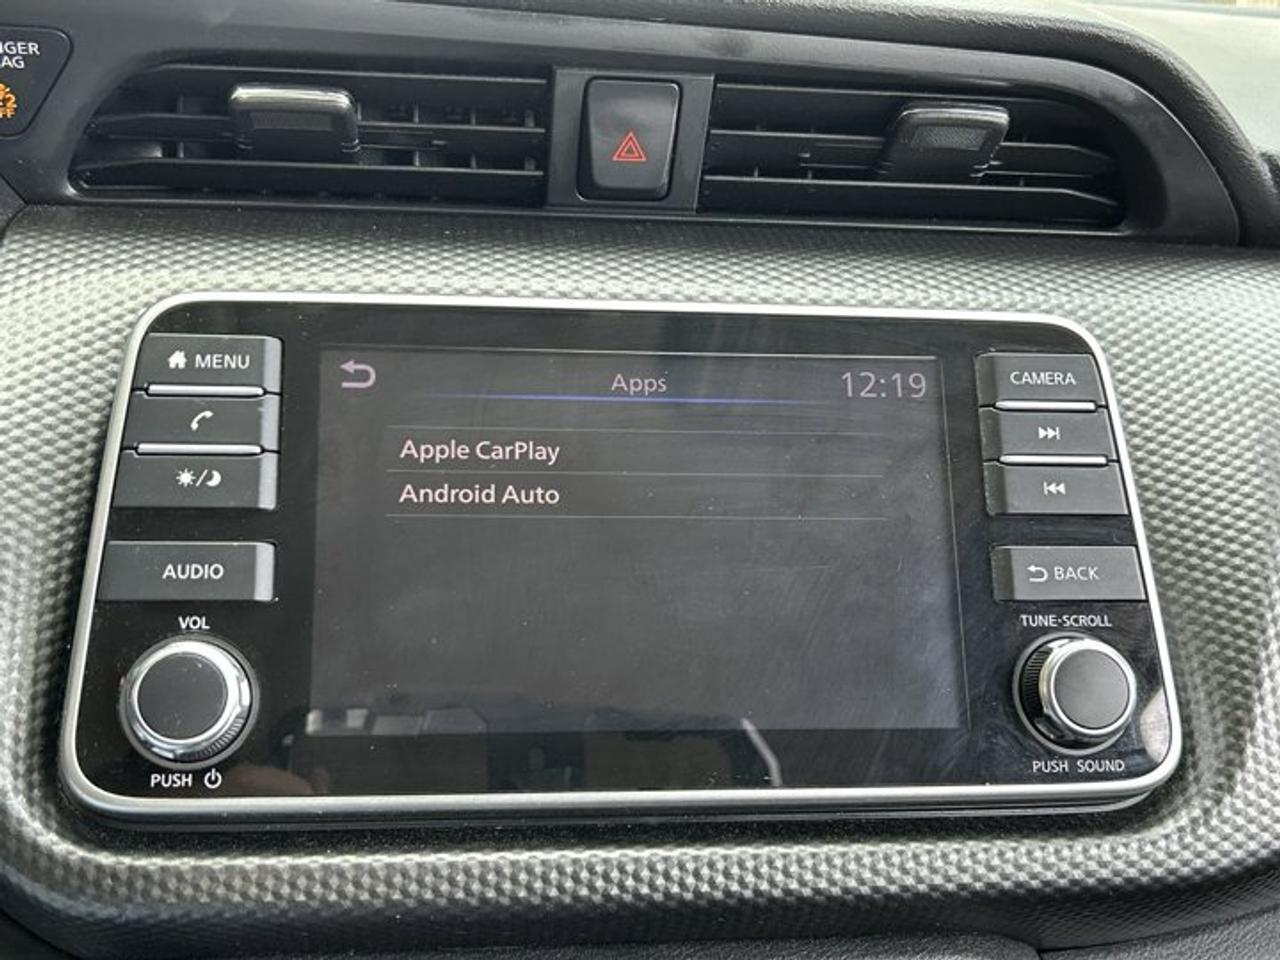 MENU
Apps
12:19
CAMERA
Apple CarPlay
Android Auto
AUDIO
BACK
VOL
TUNE·SCROLL
PUSH
PUSH SOUND